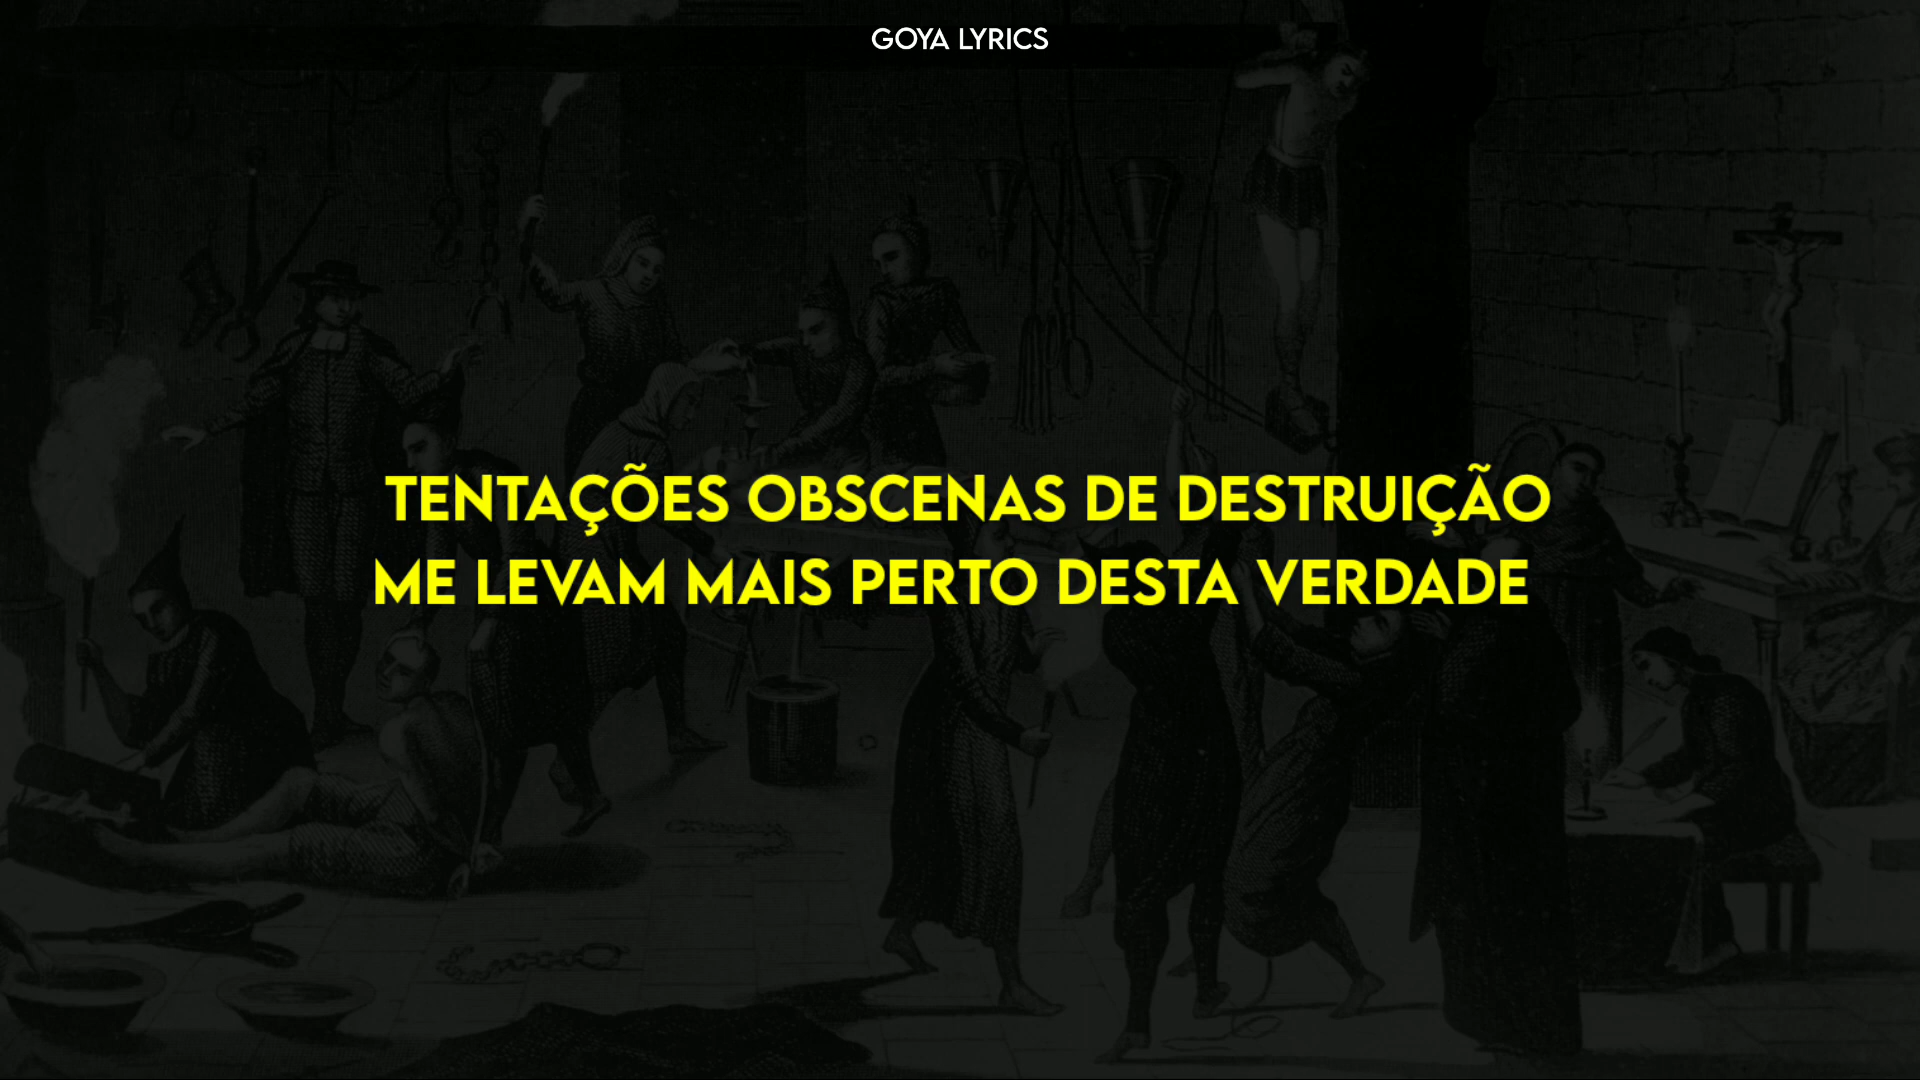 GOYA LYRICS
TENTAÇÕES OBSCENAS DE DESTRUIÇÃO
ME LEVAM MAIS PERTO DESTA VERDADE